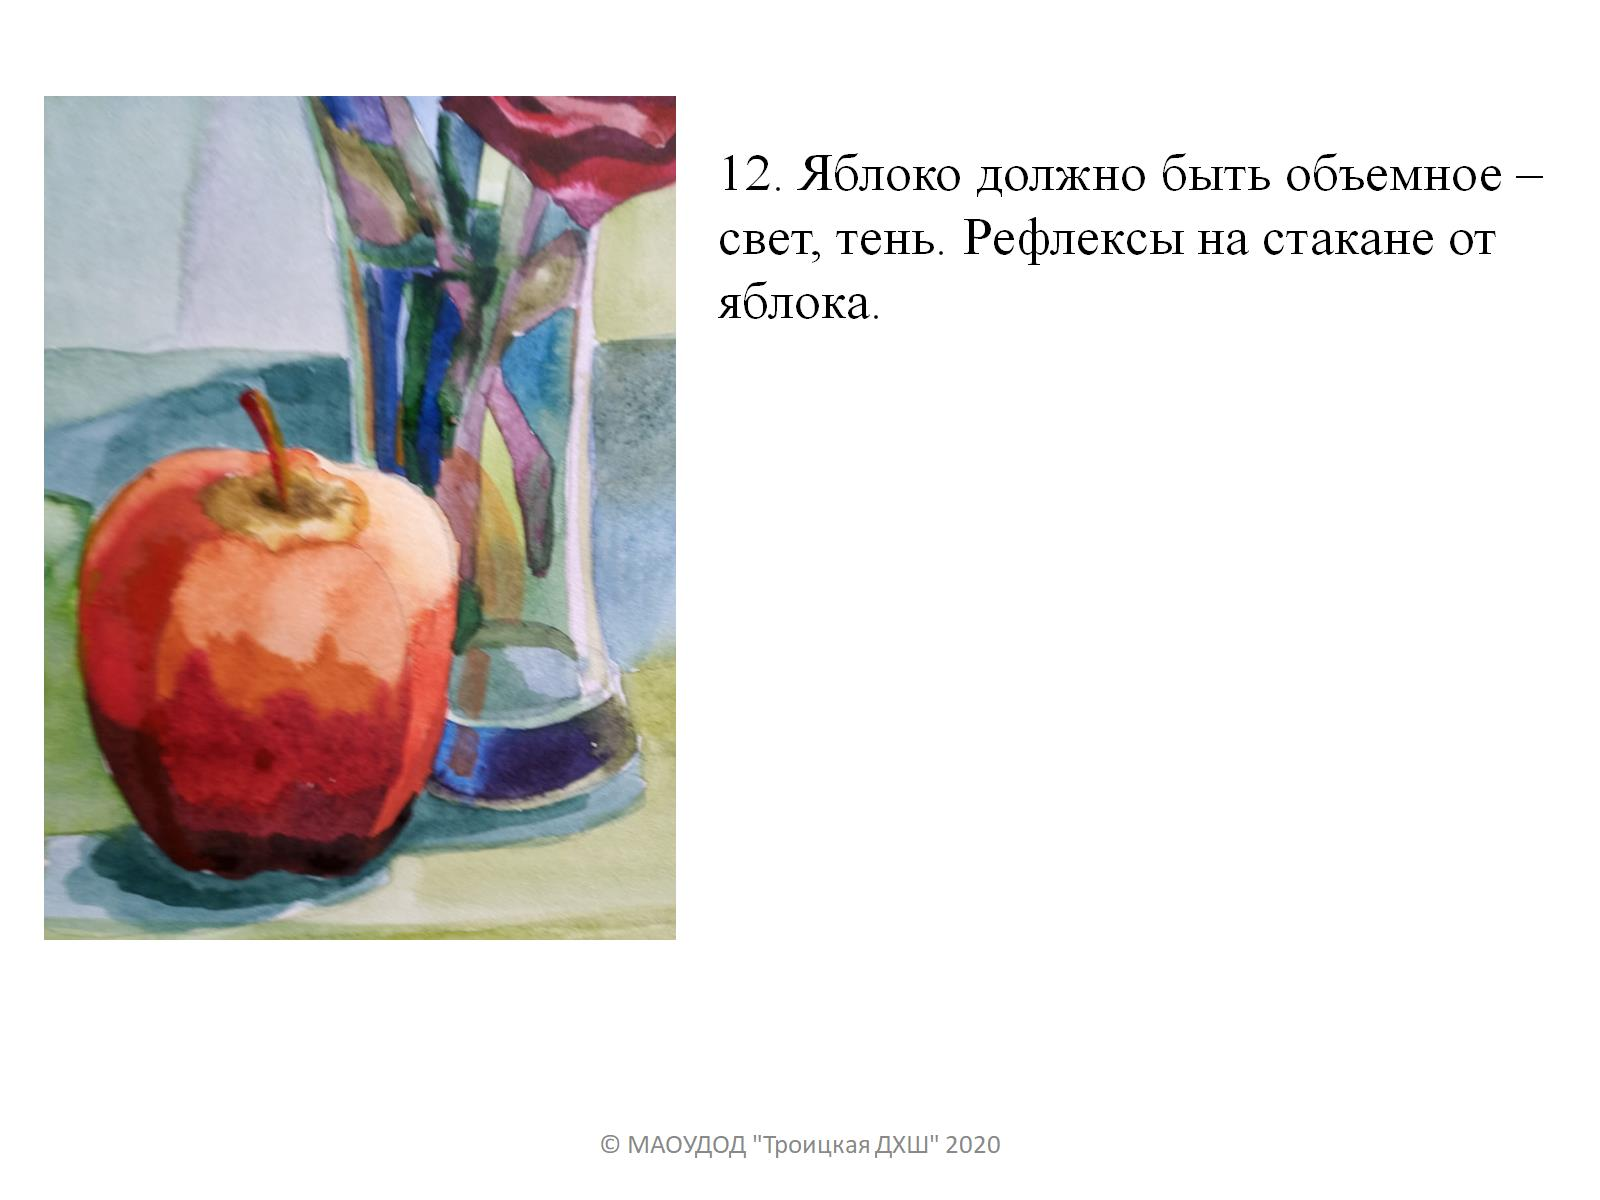 12. Яблоко должно быть объемное –
свет, тень. Рефлексы на стакане от
яблока.
© МАОУДОД "Троицкая ДХШ" 2020